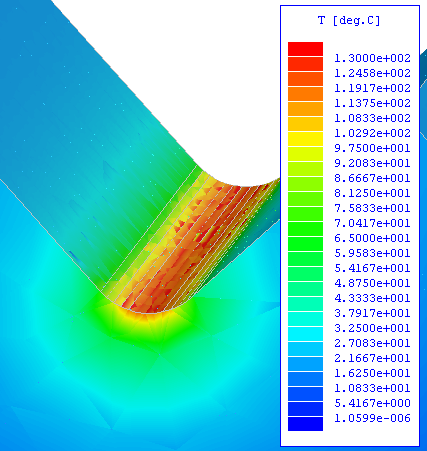 T [deg.C]
1.3000e+002
1.2458e+002
1.1917e+002
1.1375e+002
1.0833e+002
1.0292e+002
9.7500e+001
9.2083e+001
8.6667e+001
8.1250e+001
7.5833e+001
7.0417e+001
6.5000e+001
5.9583e+001
5.4167e+001
4.8750e+001
4.3333e+001
3.7917e+001
3.2500e+001
2.7083e+001
2.1667e+001
1.6250e+001
1.0833e+001
5.4167e+000
1.0599e-006